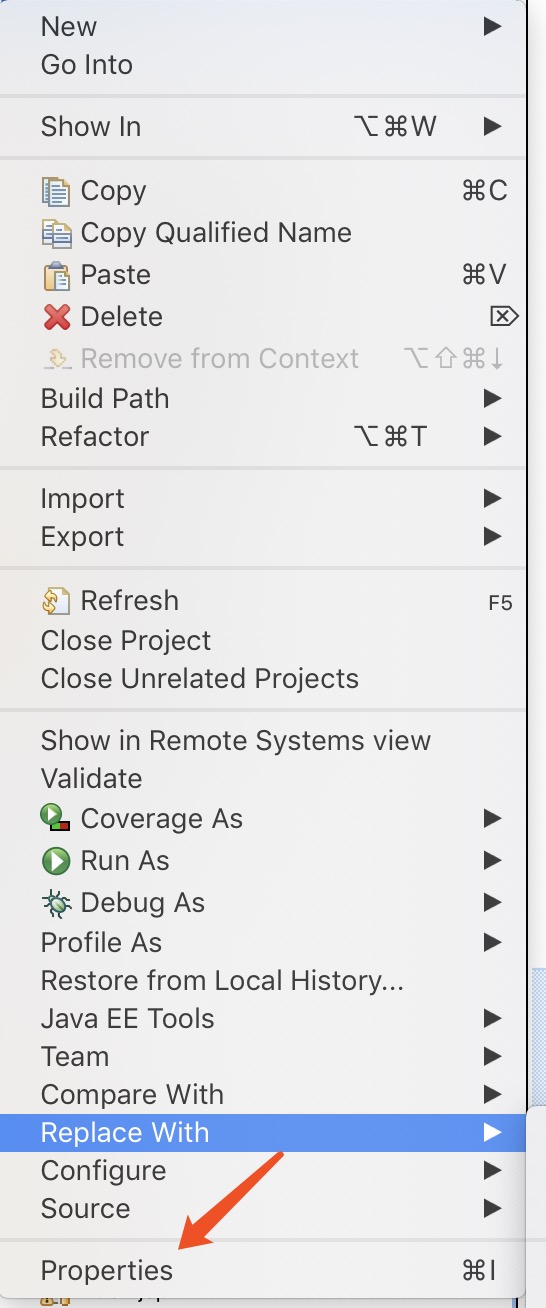 New ▶
Go Into
Show In ⌥⌘W ▶
Copy ⌘C
Copy Qualified Name
Paste ⌘V
Delete ⌦
Remove from Context ⌥⇧⌘↓
Build Path ▶
Refactor ⌥⌘T ▶
Import ▶
Export ▶
Refresh F5
Close Project
Close Unrelated Projects
Show in Remote Systems view
Validate
Coverage As ▶
Run As ▶
Debug As ▶
Profile As ▶
Restore from Local History...
Java EE Tools ▶
Team ▶
Compare With ▶
Replace With ▶
Configure ▶
Source ▶
Properties ⌘I